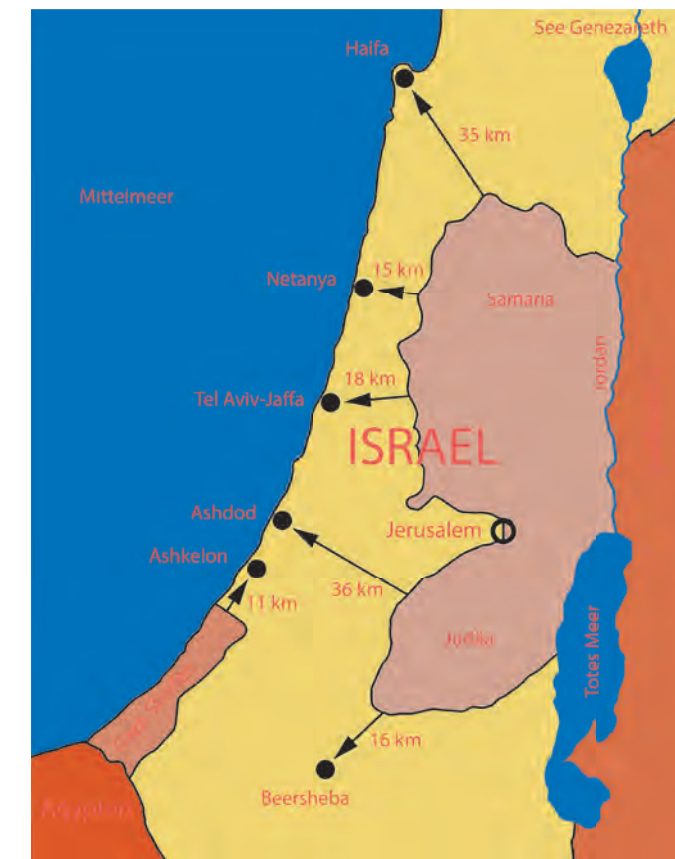 See Genezareth
Haifa
35 km
Mittelmeer
15 km
Netanya
Samaria
Jordan
18 km
Tel Aviv-Jaffa
ISRAEL
Ashdod
Jerusalem
Ashkelon
36 km
11 km
Judäa
Totes Meer
16 km
Beersheba